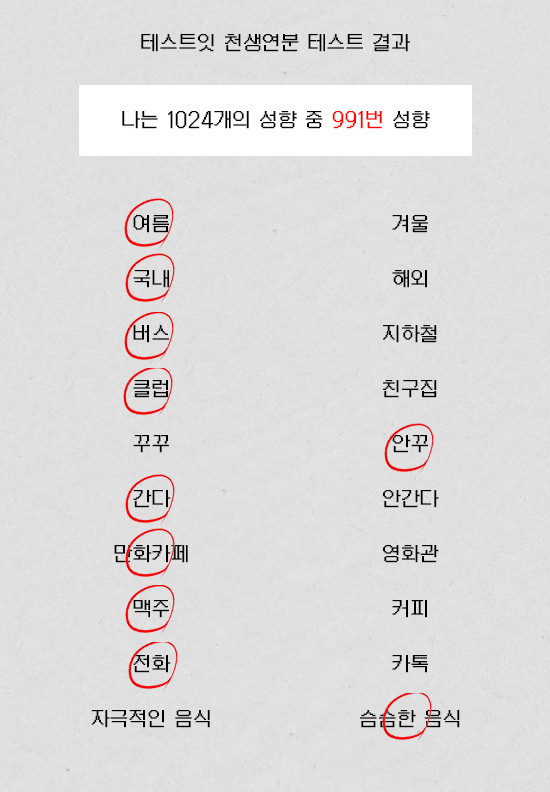 테스트잇 천생연분 테스트 결과
나는 1024개의 성향 중 991번 성향
여름 겨울
국내 해외
버스 지하철
클럽 친구집
꾸꾸 안꾸
간다 안간다
만화카페 영화관
맥주 커피
전화 카톡
자극적인 음식 슴슴한 음식